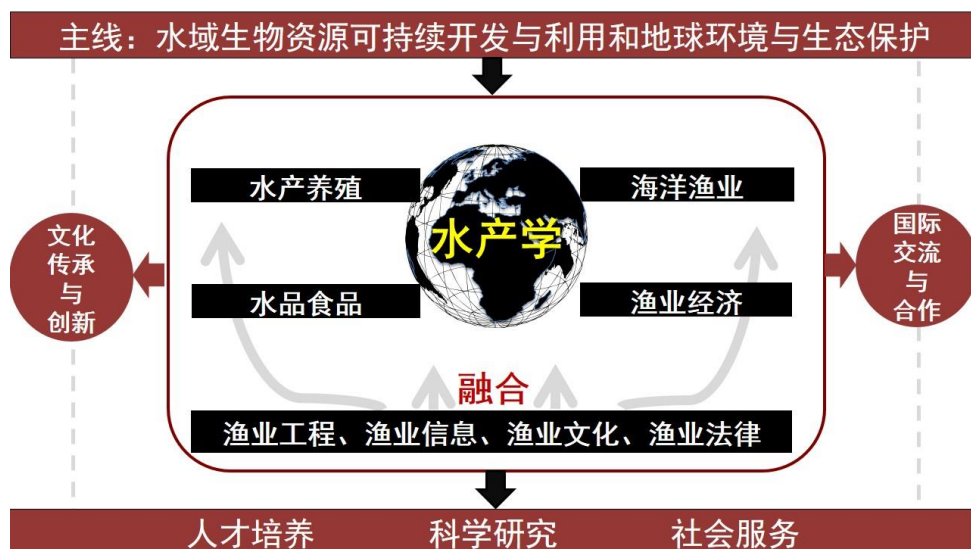 主线：水域生物资源可持续开发与利用和地球环境与生态保护
水产养殖
海洋渔业
水产学
水品食品
渔业经济
文化
传承
与
创新
国际
交流
与
合作
融合
渔业工程、渔业信息、渔业文化、渔业法律
人才培养 科学研究 社会服务